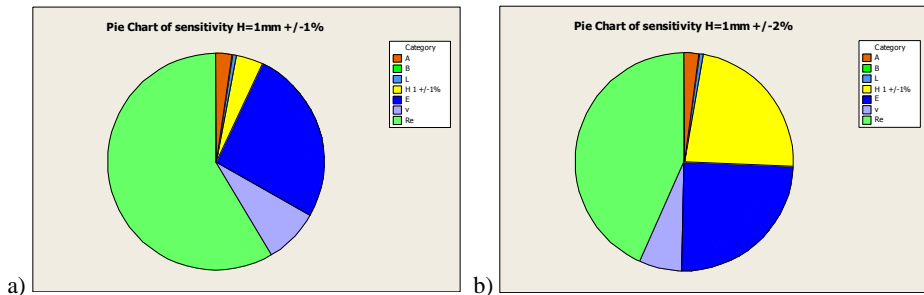 Pie Chart of sensitivity H=1mm +/-1%
Category
A
B
L
H 1 +/-1%
E
v
Re
a)
Pie Chart of sensitivity H=1mm +/-2%
Category
A
B
L
H 1 +/-1%
E
v
Re
b)